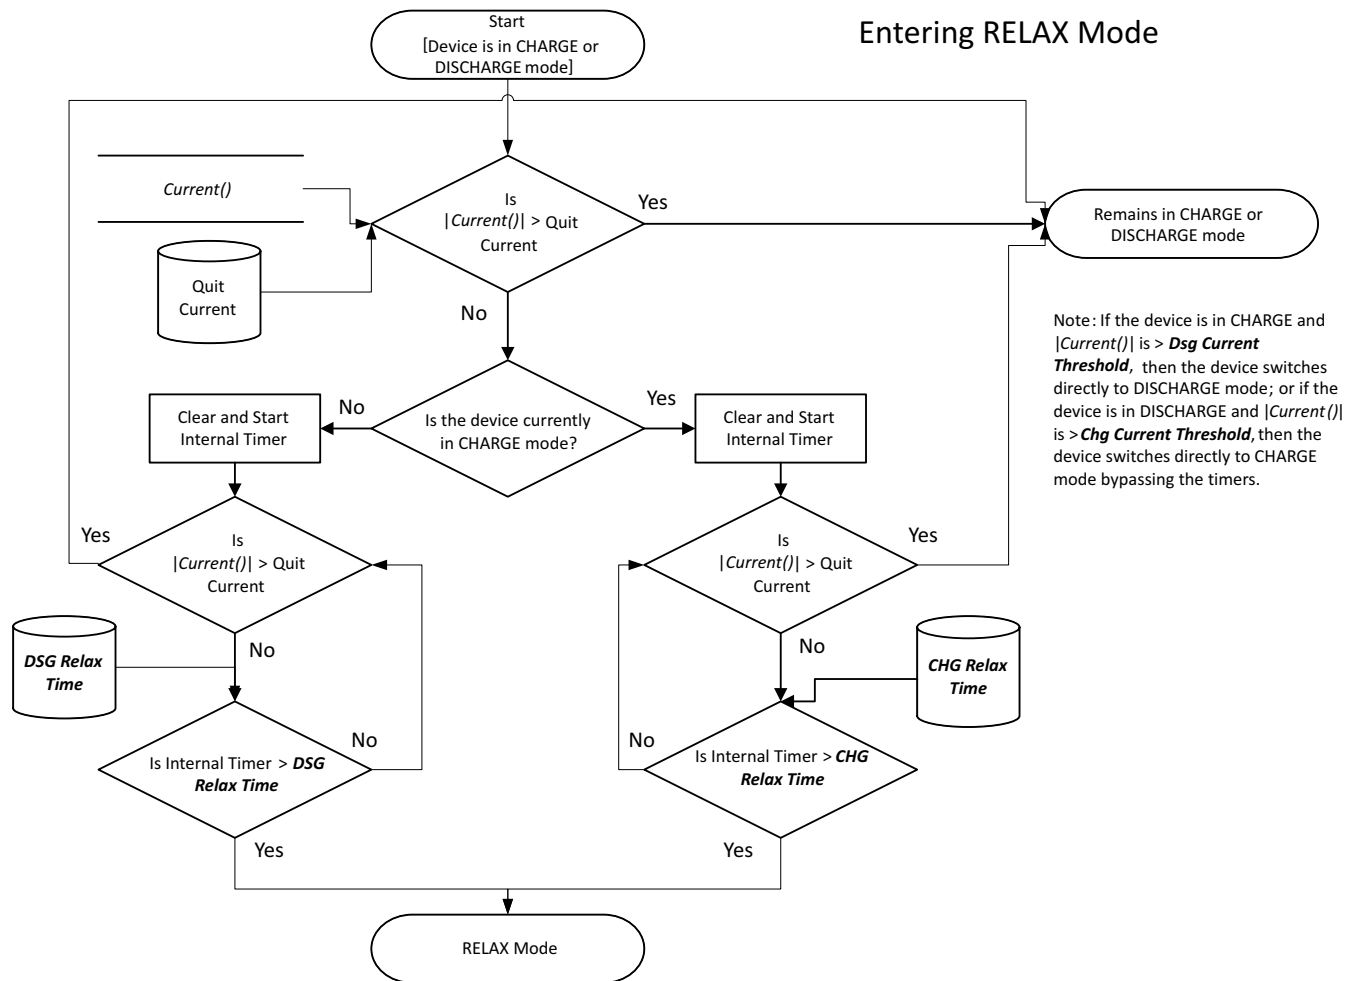 Start
[Device is in CHARGE or
DISCHARGE mode]
Entering RELAX Mode
Current()
Is
|Current()| > Quit
Current
Yes
Remains in CHARGE or
DISCHARGE mode
Quit
Current
No
Note: If the device is in CHARGE and
|Current()| is > Dsg Current
Threshold, then the device switches
directly to DISCHARGE mode; or if the
device is in DISCHARGE and |Current()|
is > Chg Current Threshold, then the
device switches directly to CHARGE
mode bypassing the timers.
Clear and Start
Internal Timer
No
Is the device currently
in CHARGE mode?
Yes
Clear and Start
Internal Timer
Yes
Is
|Current()| > Quit
Current
Is
|Current()| > Quit
Current
Yes
DSG Relax
Time
No
No
CHG Relax
Time
Is Internal Timer > DSG
Relax Time
No
No
Is Internal Timer > CHG
Relax Time
Yes
Yes
RELAX Mode